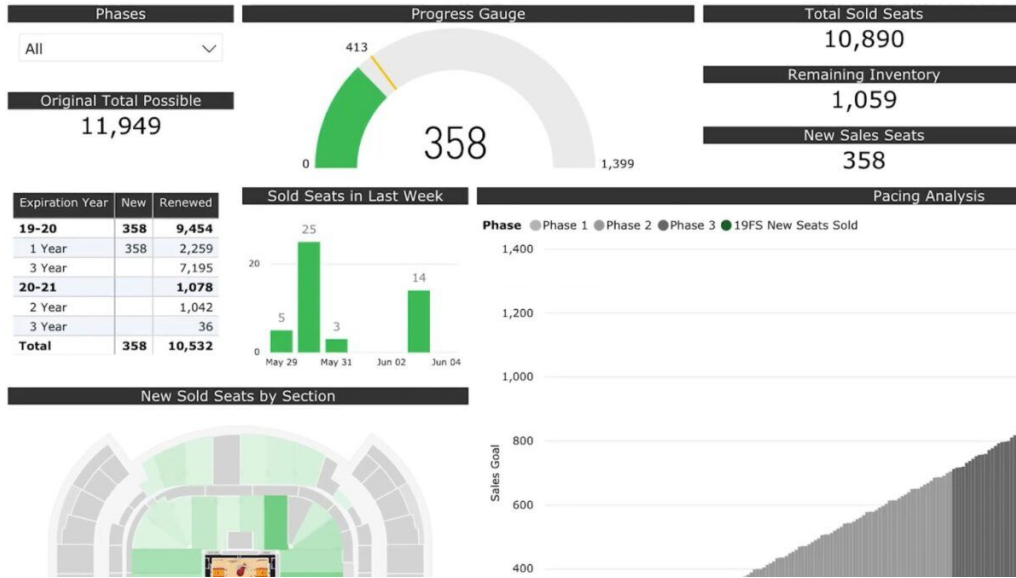 Phases
All
Original Total Possible
11,949
Progress Gauge
413
358
0
1,399
Total Sold Seats
10,890
Remaining Inventory
1,059
New Sales Seats
358
Expiration Year New Renewed
19-20 358 9,454
1 Year 358 2,259
3 Year 7,195
20-21 1,078
2 Year 1,042
3 Year 36
Total 358 10,532
Sold Seats in Last Week
25
20
14
5
3
0
May 29 May 31 Jun 02 Jun 04
Pacing Analysis
Phase Phase 1 Phase 2 Phase 3 19FS New Seats Sold
1,400
1,200
1,000
800
600
400
Sales Goal
New Sold Seats by Section